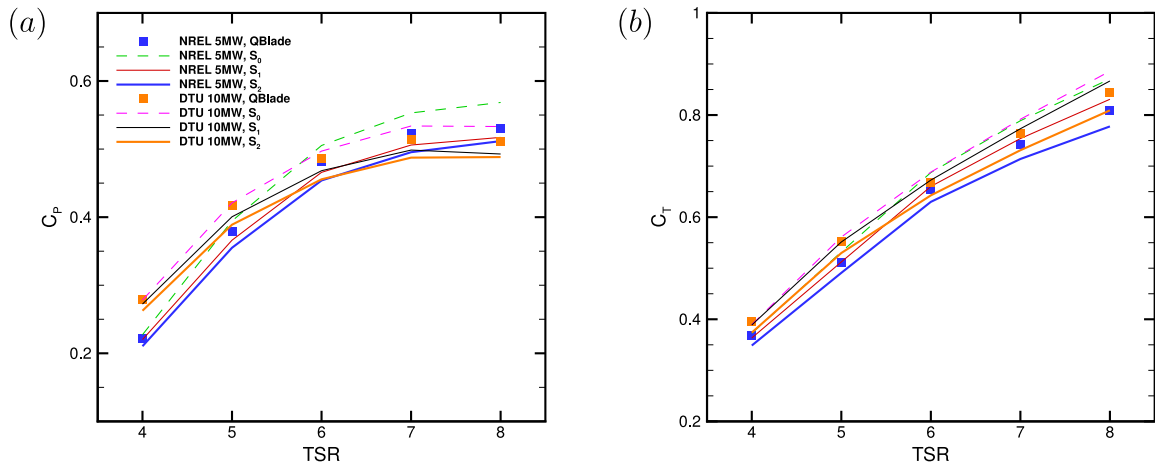 (a)
NREL 5MW, QBlade
NREL 5MW, S₀
NREL 5MW, S₁
NREL 5MW, S₂
DTU 10MW, QBlade
DTU 10MW, S₀
DTU 10MW, S₁
DTU 10MW, S₂
0.6
0.4
0.2
C_P
4 5 6 7 8
TSR
(b)
1
0.8
0.6
0.4
0.2
C_T
4 5 6 7 8
TSR